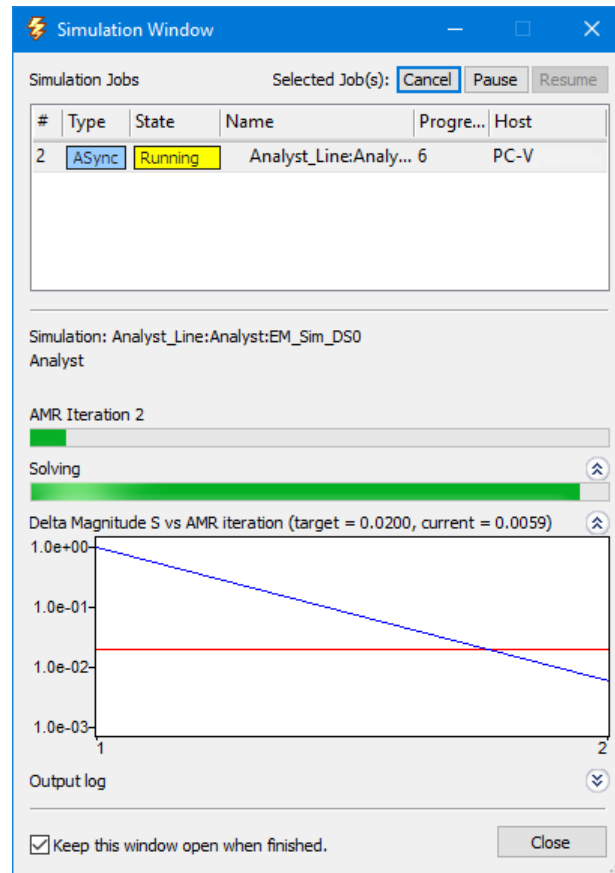 Simulation Window
Simulation Jobs Selected Job(s): Cancel Pause Resume
# Type State Name Progre... Host
2 ASync Running Analyst_Line:Analy... 6 PC-V
Simulation: Analyst_Line:Analyst:EM_Sim_DS0
Analyst
AMR Iteration 2
Solving
Delta Magnitude S vs AMR iteration (target = 0.0200, current = 0.0059)
1.0e+00
1.0e-01
1.0e-02
1.0e-03
1 2
Output log
Keep this window open when finished. Close